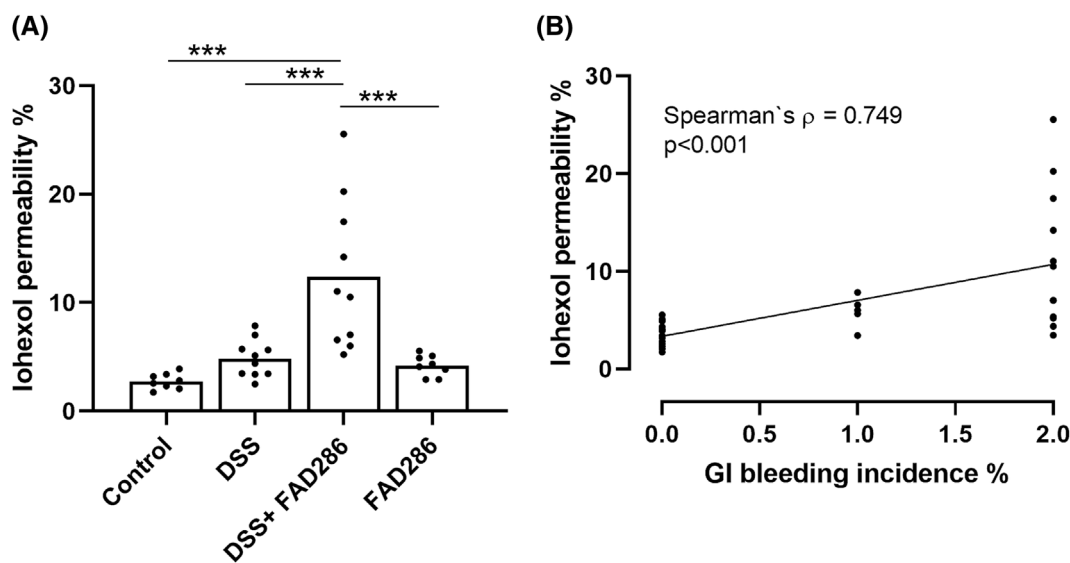 (A)
Iohexol permeability %
30
20
10
0
***
***
***
Control
DSS
DSS+ FAD286
FAD286
(B)
Iohexol permeability %
30
20
10
0
Spearman`s ρ = 0.749
p<0.001
0.0 0.5 1.0 1.5 2.0
GI bleeding incidence %